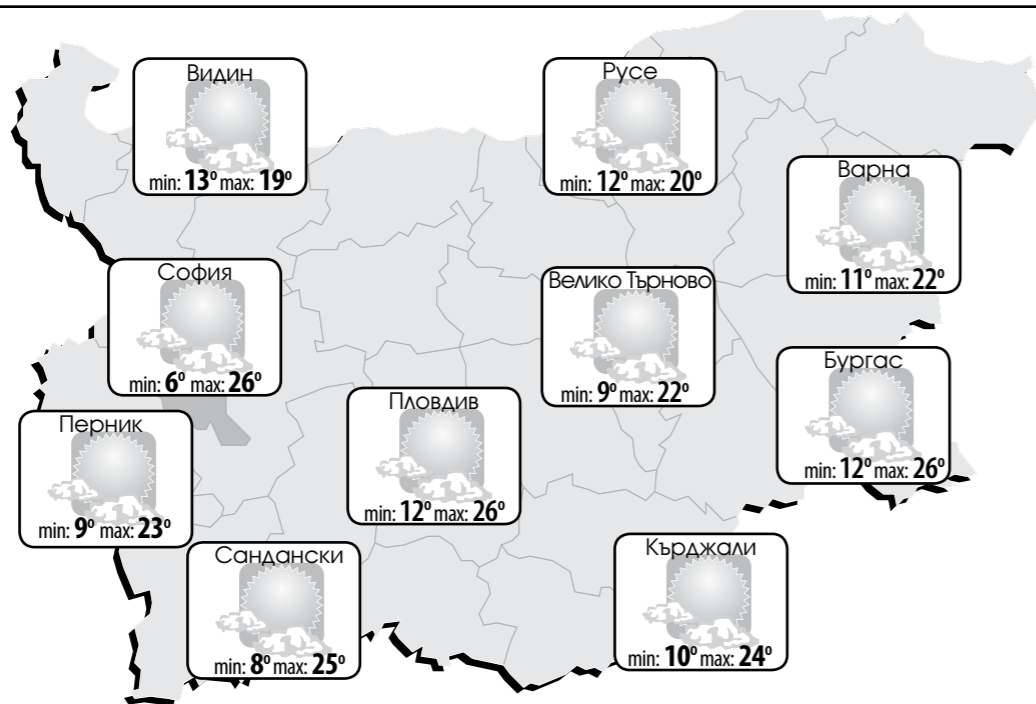 Видин
min: 13° max: 19°
Русе
min: 12° max: 20°
Варна
min: 11° max: 22°
София
min: 6° max: 26°
Велико Търново
min: 9° max: 22°
Бургас
min: 12° max: 26°
Пловдив
min: 12° max: 26°
Перник
min: 9° max: 23°
Сандански
min: 8° max: 25°
Кърджали
min: 10° max: 24°